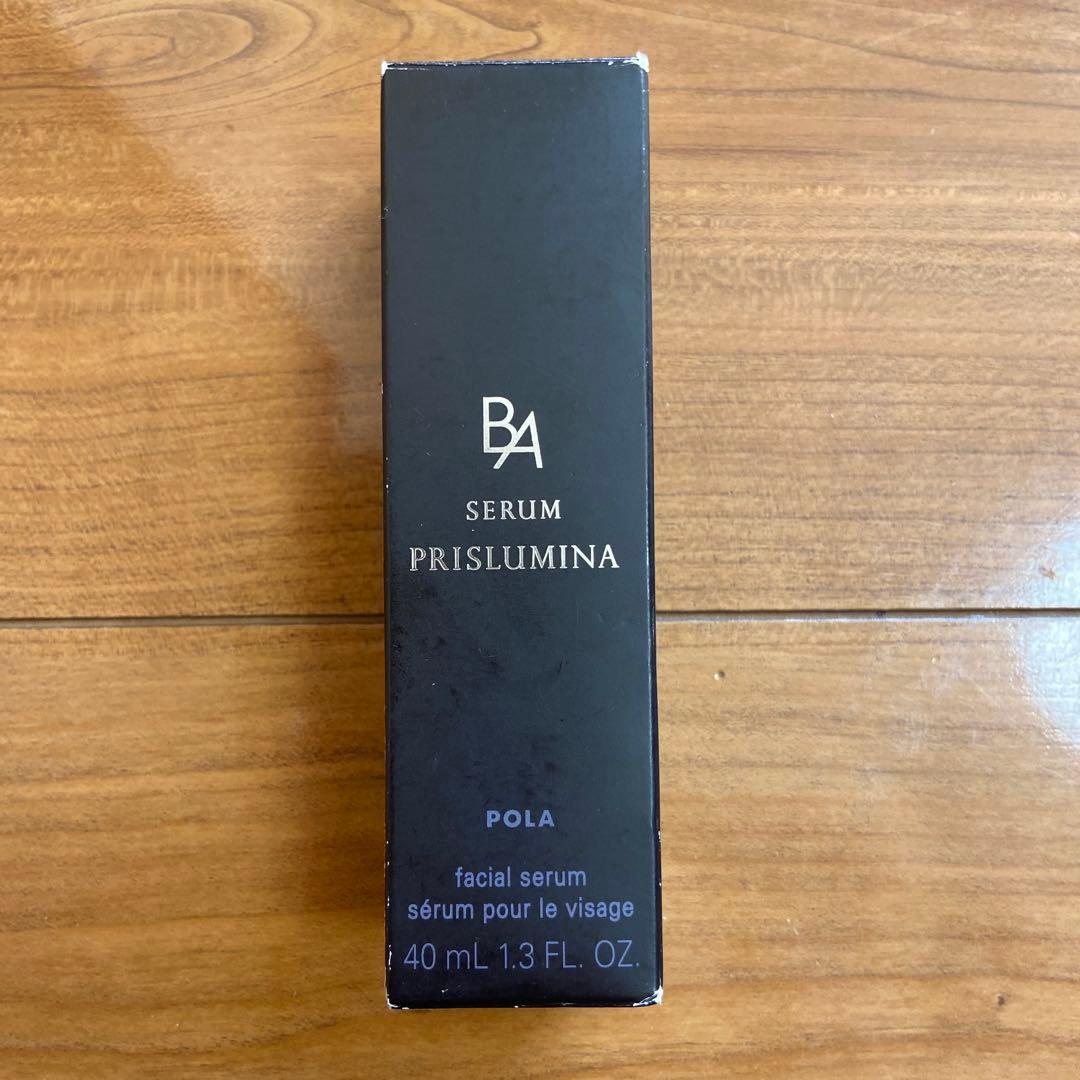 BA
SERUM
PRISLUMINA
POLA
facial serum
sérum pour le visage
40 mL 1.3 FL. OZ.